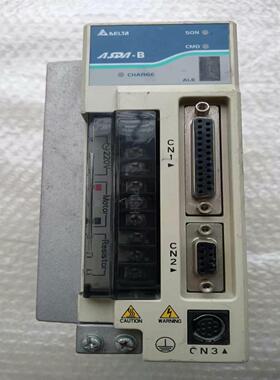 DELTA
SON
CMD
ASDA-B
CHARGE
ALE
CN1
~220V
Motor
Resistor
CN2
CAUTION
WARNING
CN3